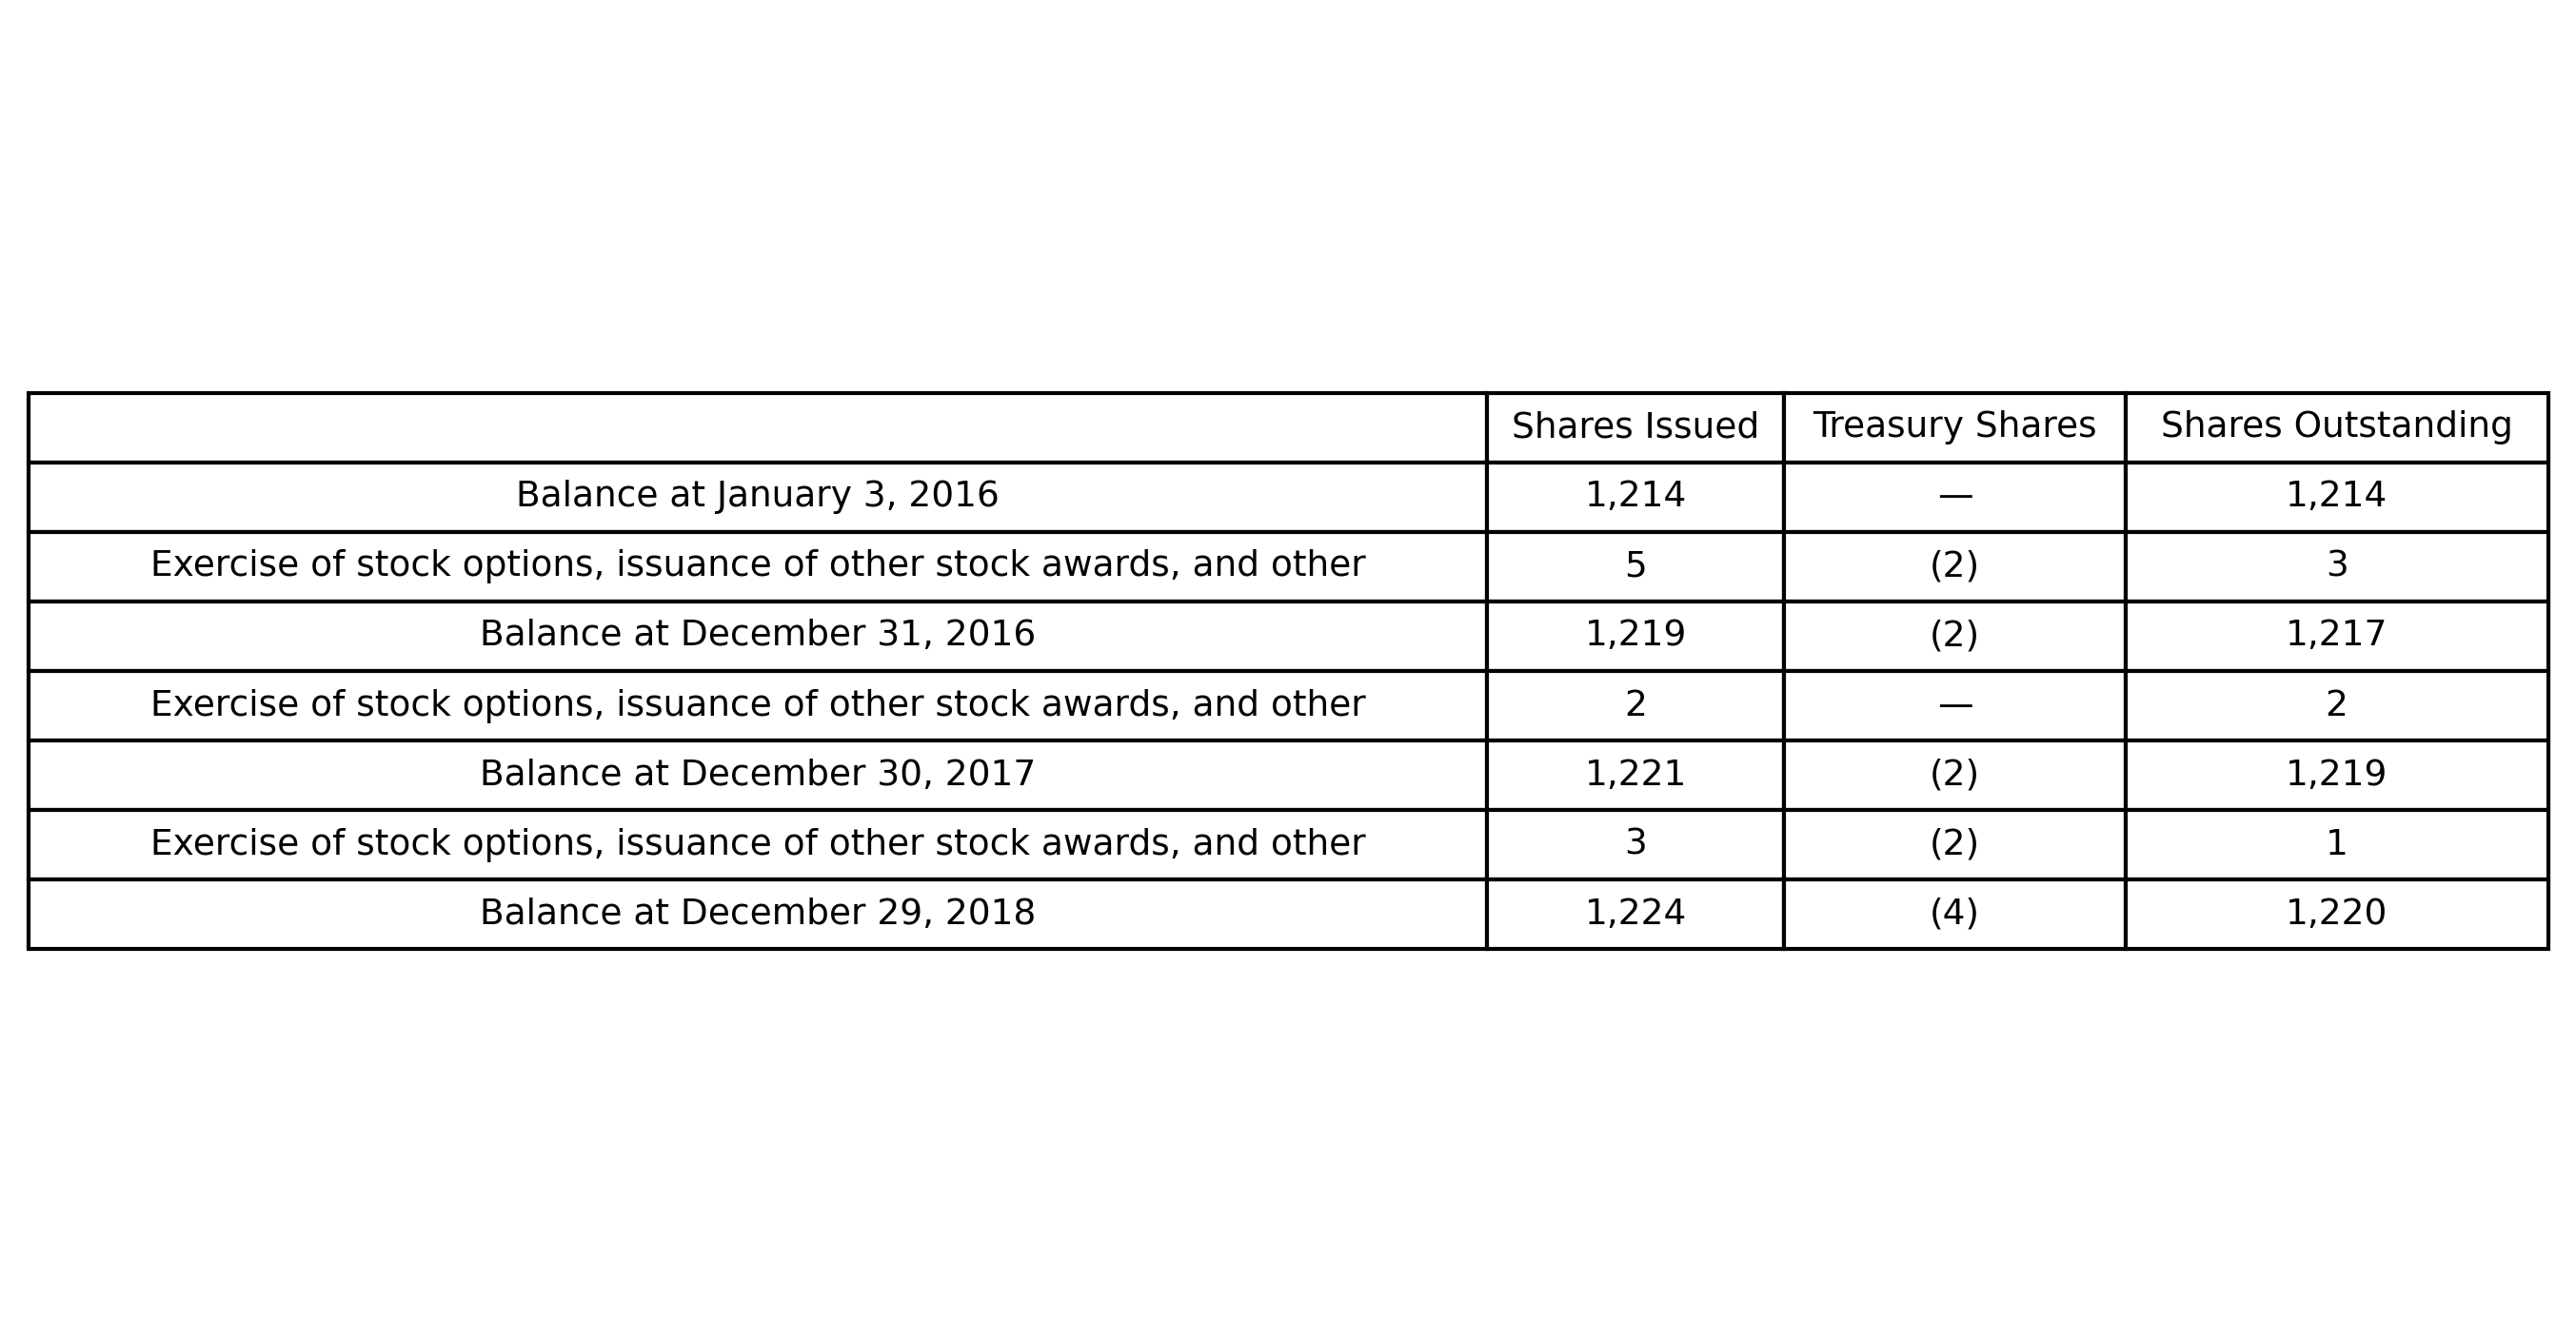 Shares Issued Treasury Shares Shares Outstanding
Balance at January 3, 2016 1,214 — 1,214
Exercise of stock options, issuance of other stock awards, and other 5 (2) 3
Balance at December 31, 2016 1,219 (2) 1,217
Exercise of stock options, issuance of other stock awards, and other 2 — 2
Balance at December 30, 2017 1,221 (2) 1,219
Exercise of stock options, issuance of other stock awards, and other 3 (2) 1
Balance at December 29, 2018 1,224 (4) 1,220